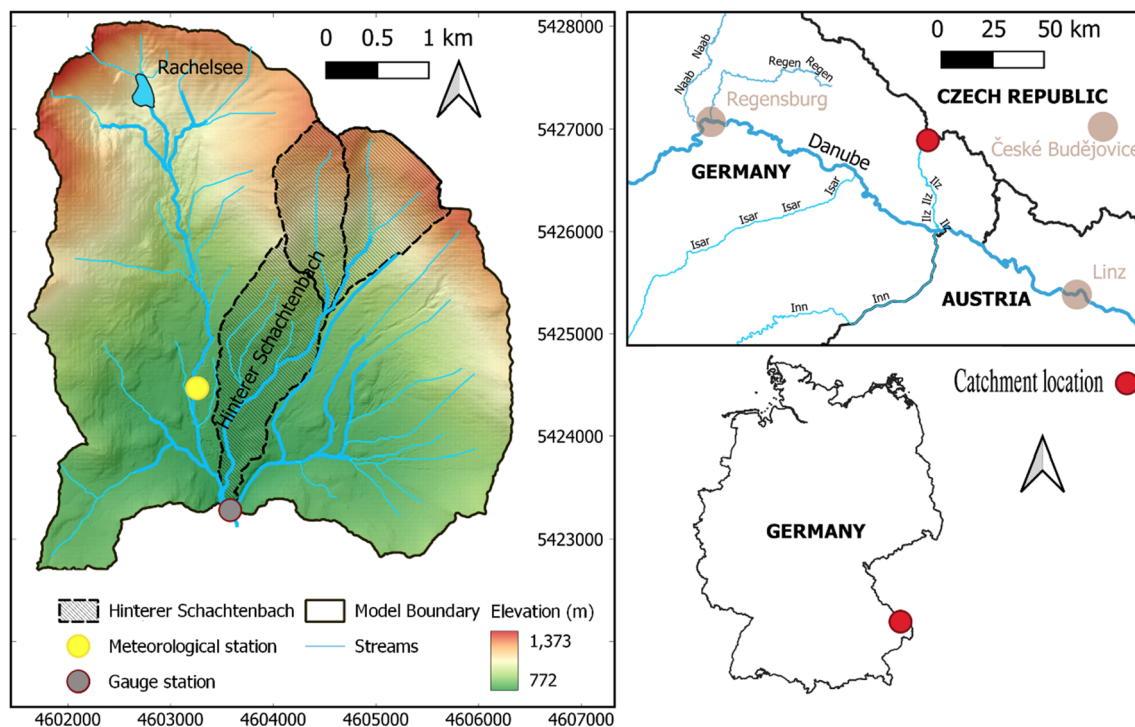 Rachelsee
0 0.5 1 km
Hinterer Schachtenbach
5428000
5427000
5426000
5425000
5424000
5423000
Hinterer Schachtenbach
Model Boundary
Elevation (m)
Meteorological station
Streams
1,373
Gauge station
772
4602000 4603000 4604000 4605000 4606000 4607000
0 25 50 km
Naab
Naab
Regen
Regen
Regensburg
CZECH REPUBLIC
České Budějovice
Danube
GERMANY
Isar
Isar
Isar
Isar
Ilz
Ilz
Ilz
Ilz
Inn
Inn
Linz
AUSTRIA
Catchment location
GERMANY